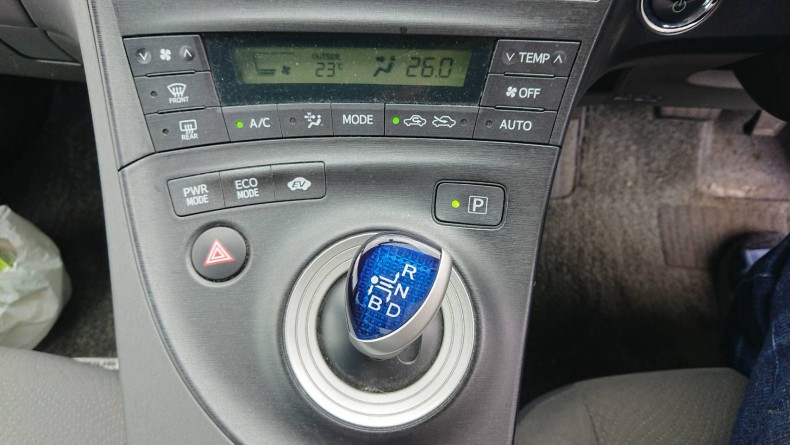 OUTSIDE
23°c
26.0
TEMP
OFF
FRONT
REAR
A/C
MODE
AUTO
PWR
MODE
ECO
MODE
EV
P
R
N
B D